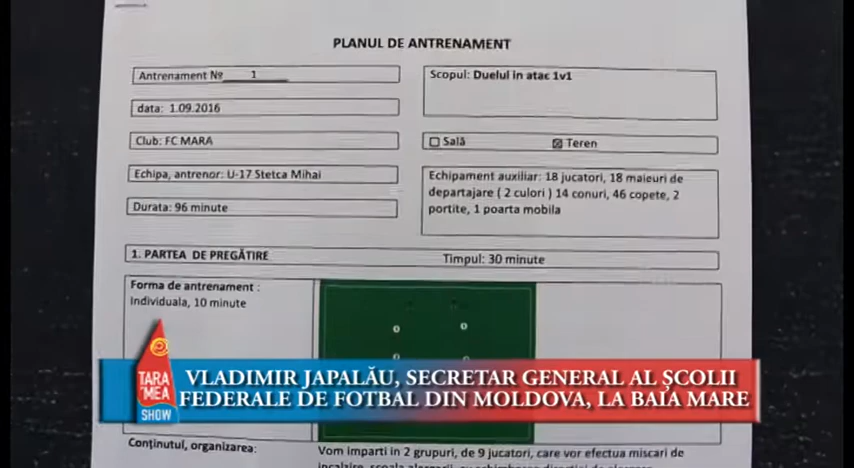 PLANUL DE ANTRENAMENT
Antrenament № 1
Scopul: Duelul in atac 1v1
data: 1.09.2016
Club: FC MARA
☐ Sală ☒ Teren
Echipa, antrenor: U-17 Stetca Mihai
Echipament auxiliar: 18 jucatori, 18 maieuri de
departajare ( 2 culori ) 14 conuri, 46 copete, 2
portite, 1 poarta mobila
Durata: 96 minute
1. PARTEA DE PREGĂTIRE Timpul: 30 minute
Forma de antrenament :
Individuala, 10 minute
TARA
'MEA
SHOW
VLADIMIR JAPALĂU, SECRETAR GENERAL AL ȘCOLII
FEDERALE DE FOTBAL DIN MOLDOVA, LA BAIA MARE
Conținutul, organizarea:
Vom imparti in 2 grupuri, de 9 jucatori, care vor efectua miscari de